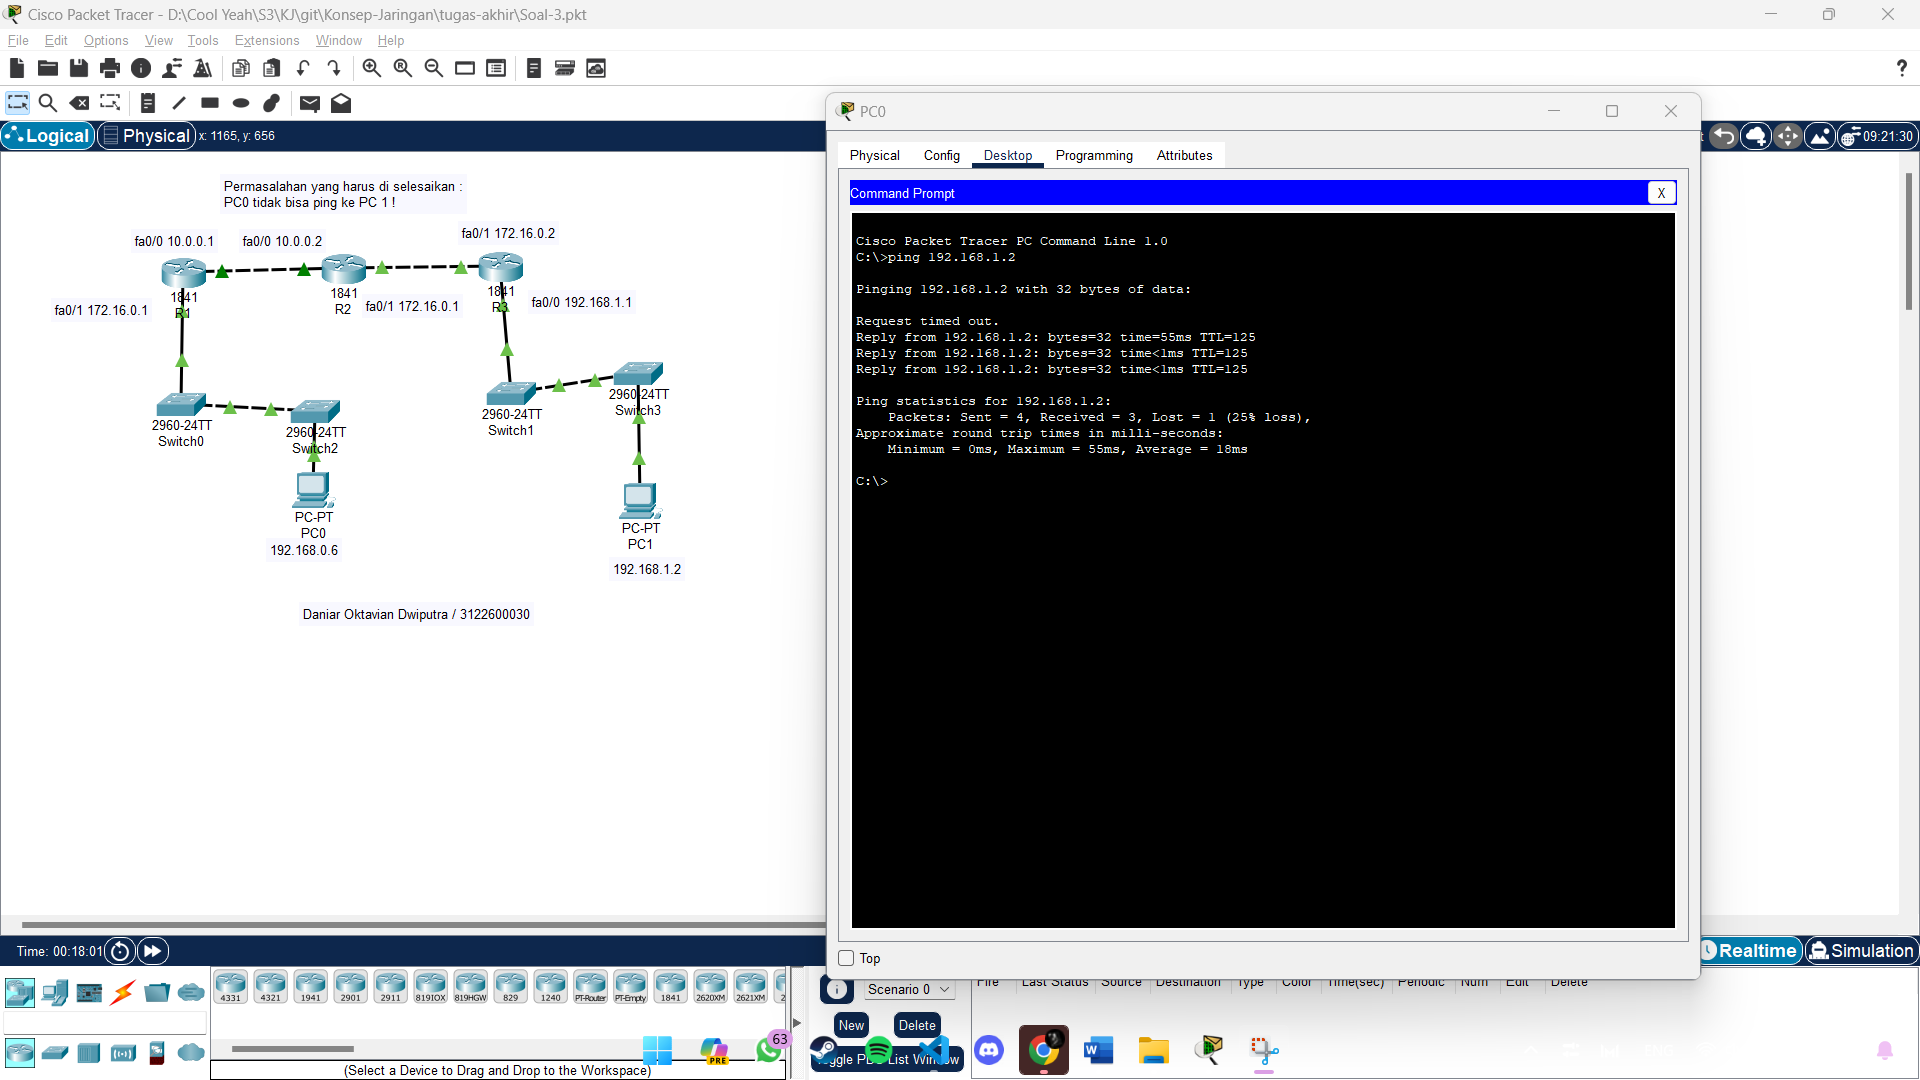 Cisco Packet Tracer - D:\Cool Yeah\S3\KJ\git\Konsep-Jaringan\tugas-akhir\Soal-3.pkt
File Edit Options View Tools Extensions Window Help
?
Logical Physical x: 1165, y: 656
09:21:30
Permasalahan yang harus di selesaikan :
PC0 tidak bisa ping ke PC 1 !
fa0/0 10.0.0.1
fa0/0 10.0.0.2
fa0/1 172.16.0.2
1841
R1
1841
R2
1841
R3
fa0/1 172.16.0.1
fa0/1 172.16.0.1
fa0/0 192.168.1.1
2960-24TT
Switch0
2960-24TT
Switch2
2960-24TT
Switch1
2960-24TT
Switch3
PC-PT
PC0
192.168.0.6
PC-PT
PC1
192.168.1.2
Daniar Oktavian Dwiputra / 3122600030
PC0
Physical Config Desktop Programming Attributes
Command Prompt
X
Cisco Packet Tracer PC Command Line 1.0
C:\>ping 192.168.1.2
Pinging 192.168.1.2 with 32 bytes of data:
Request timed out.
Reply from 192.168.1.2: bytes=32 time=55ms TTL=125
Reply from 192.168.1.2: bytes=32 time<1ms TTL=125
Reply from 192.168.1.2: bytes=32 time<1ms TTL=125
Ping statistics for 192.168.1.2:
Packets: Sent = 4, Received = 3, Lost = 1 (25% loss),
Approximate round trip times in milli-seconds:
Minimum = 0ms, Maximum = 55ms, Average = 18ms
C:\>
Top
Time: 00:18:01
Realtime Simulation
4331 4321 1941 2901 2911 819IOX 819HGW 829 1240 PT-Router PT-Empty 1841 2620XM 2621XM
(Select a Device to Drag and Drop to the Workspace)
Scenario 0
New Delete
Toggle PDU List Window
Fire Last Status Source Destination Type Color Time(sec) Periodic Num Edit Delete
PRE
63